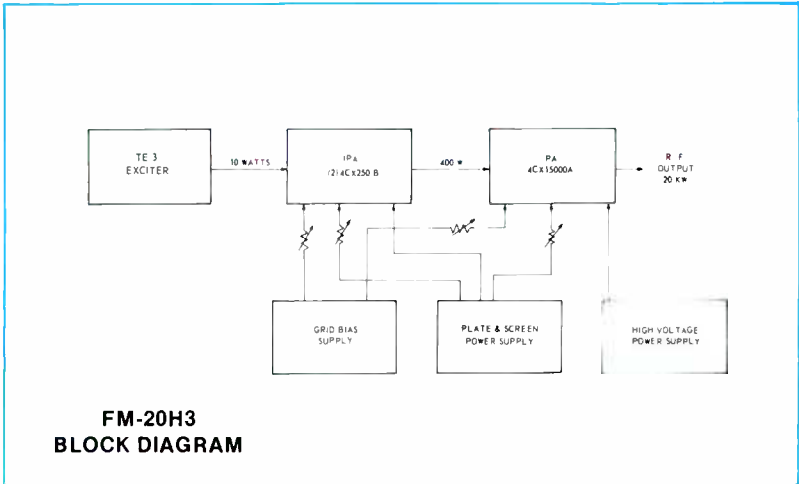 TE 3
EXCITER
10 WATTS
IPA
(2) 4CX250 B
400 W
PA
4CX15000A
R F
OUTPUT
20 KW
GRID BIAS
SUPPLY
PLATE & SCREEN
POWER SUPPLY
HIGH VOLTAGE
POWER SUPPLY
FM-20H3
BLOCK DIAGRAM